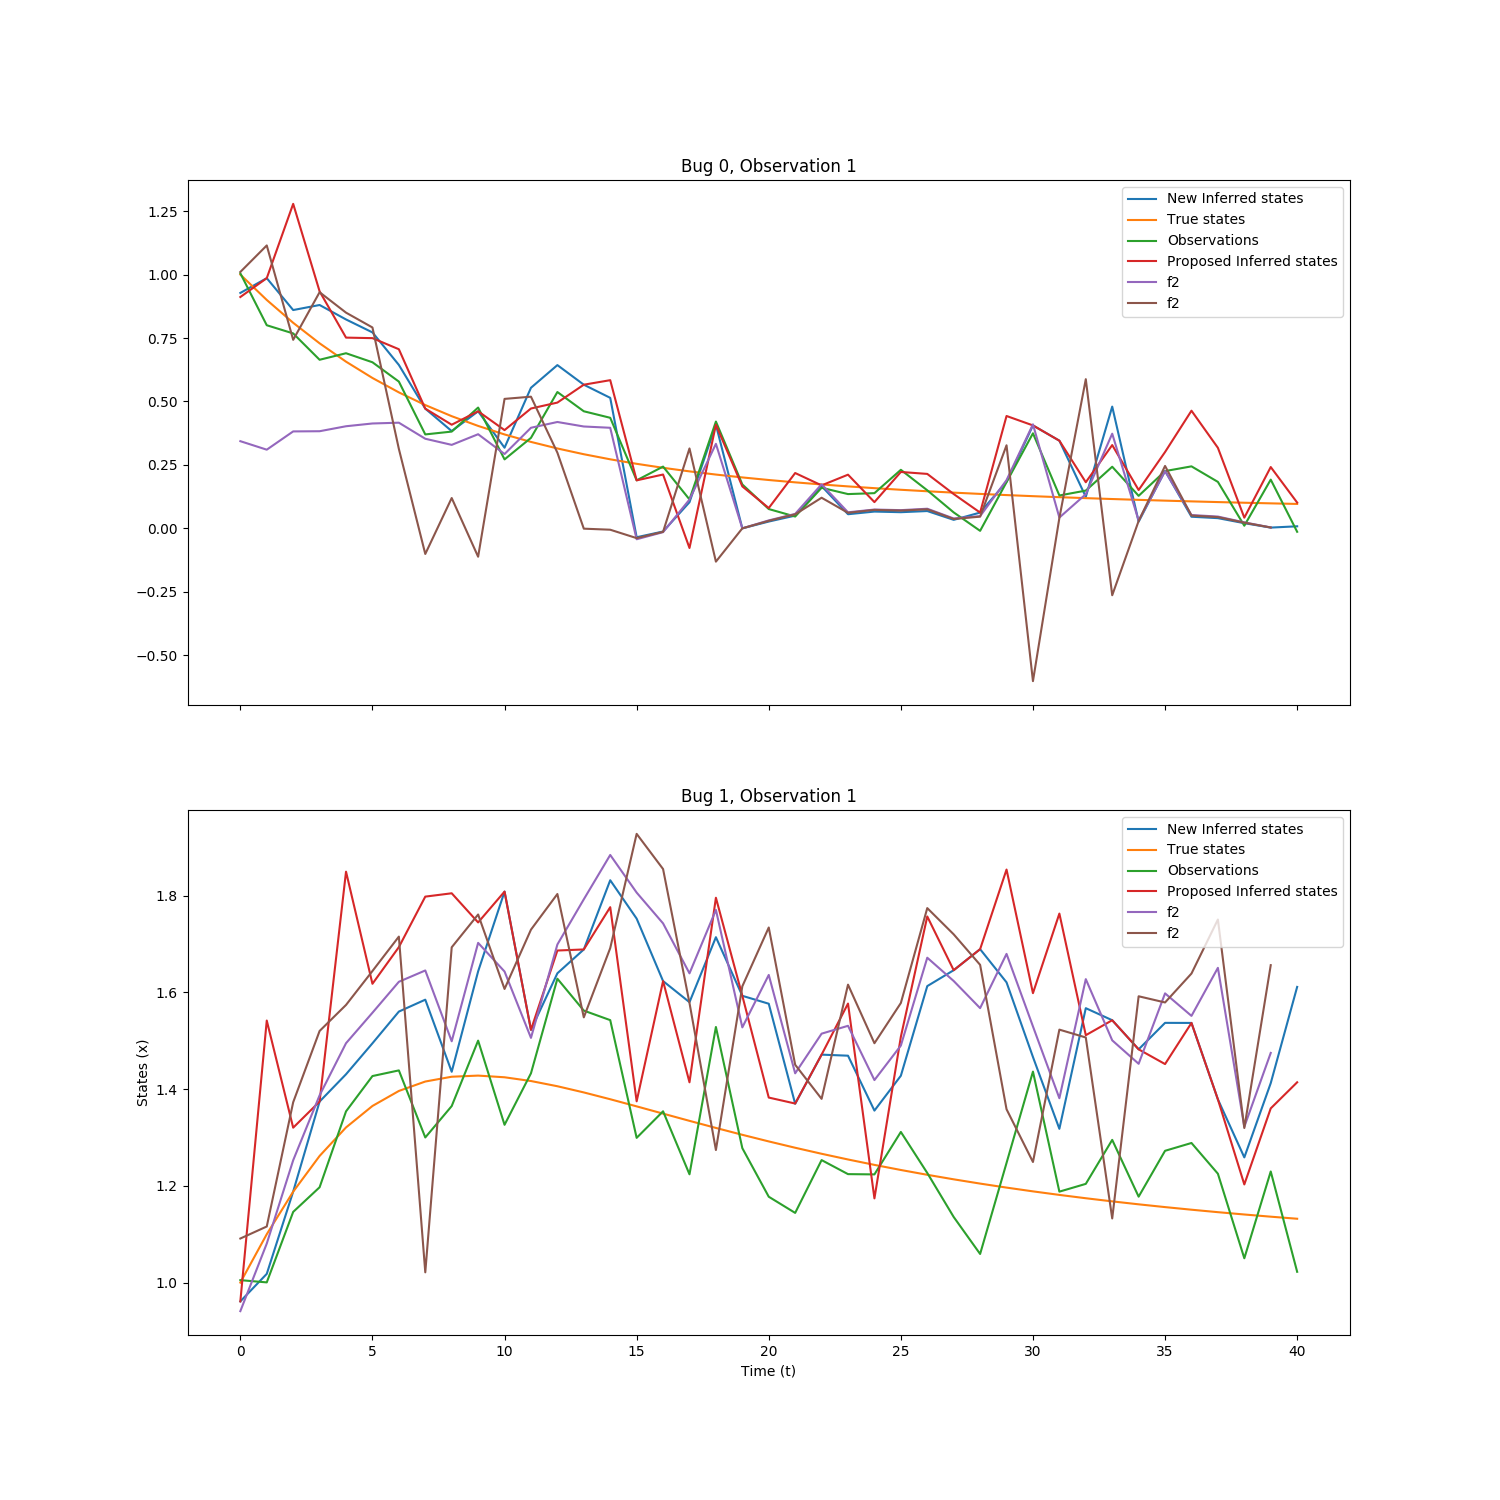 Bug 0, Observation 1
1.25
1.00
0.75
0.50
0.25
0.00
−0.25
−0.50
New Inferred states
True states
Observations
Proposed Inferred states
f2
f2
Bug 1, Observation 1
States (x)
1.8
1.6
1.4
1.2
1.0
New Inferred states
True states
Observations
Proposed Inferred states
f2
f2
0 5 10 15 20 25 30 35 40
Time (t)